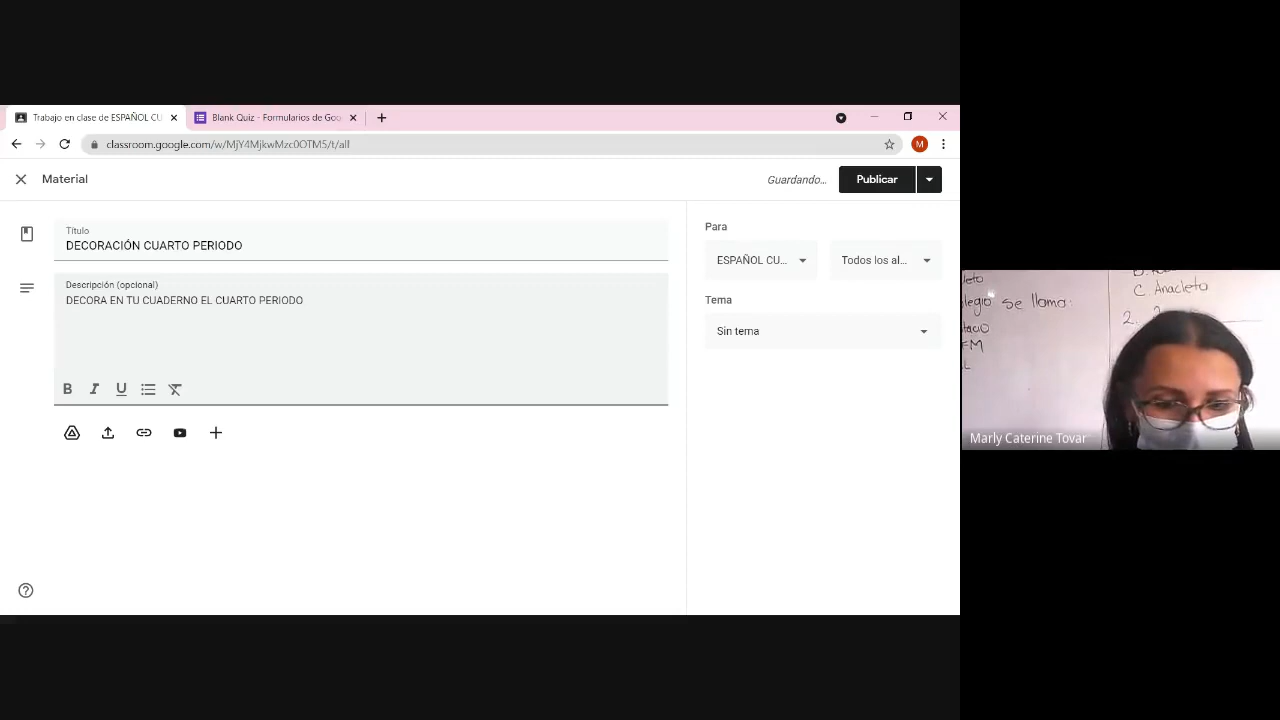 Trabajo en clase de ESPAÑOL CU
Blank Quiz - Formularios de Goo
classroom.google.com/w/MjY4MjkwMzc0OTM5/t/all
M
Material
Guardando...
Publicar
Título
DECORACIÓN CUARTO PERIODO
Descripción (opcional)
DECORA EN TU CUADERNO EL CUARTO PERIODO
B I U
Para
ESPAÑOL CU...
Todos los al...
Tema
Sin tema
C. Anacleto
se llama:
2.
Marly Caterine Tovar